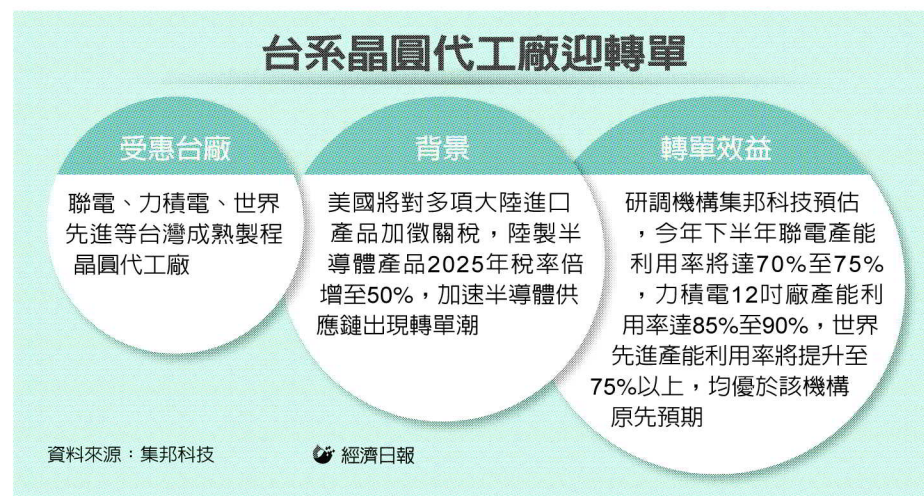 台系晶圓代工廠迎轉單
受惠台廠
聯電、力積電、世界
先進等台灣成熟製程
晶圓代工廠
背景
美國將對多項大陸進口
產品加徵關稅，陸製半
導體產品2025年稅率倍
增至50%，加速半導體供
應鏈出現轉單潮
轉單效益
研調機構集邦科技預估
，今年下半年聯電產能
利用率將達70%至75%
，力積電12吋廠產能利
用率達85%至90%，世界
先進產能利用率將提升至
75%以上，均優於該機構
原先預期
資料來源：集邦科技
經濟日報